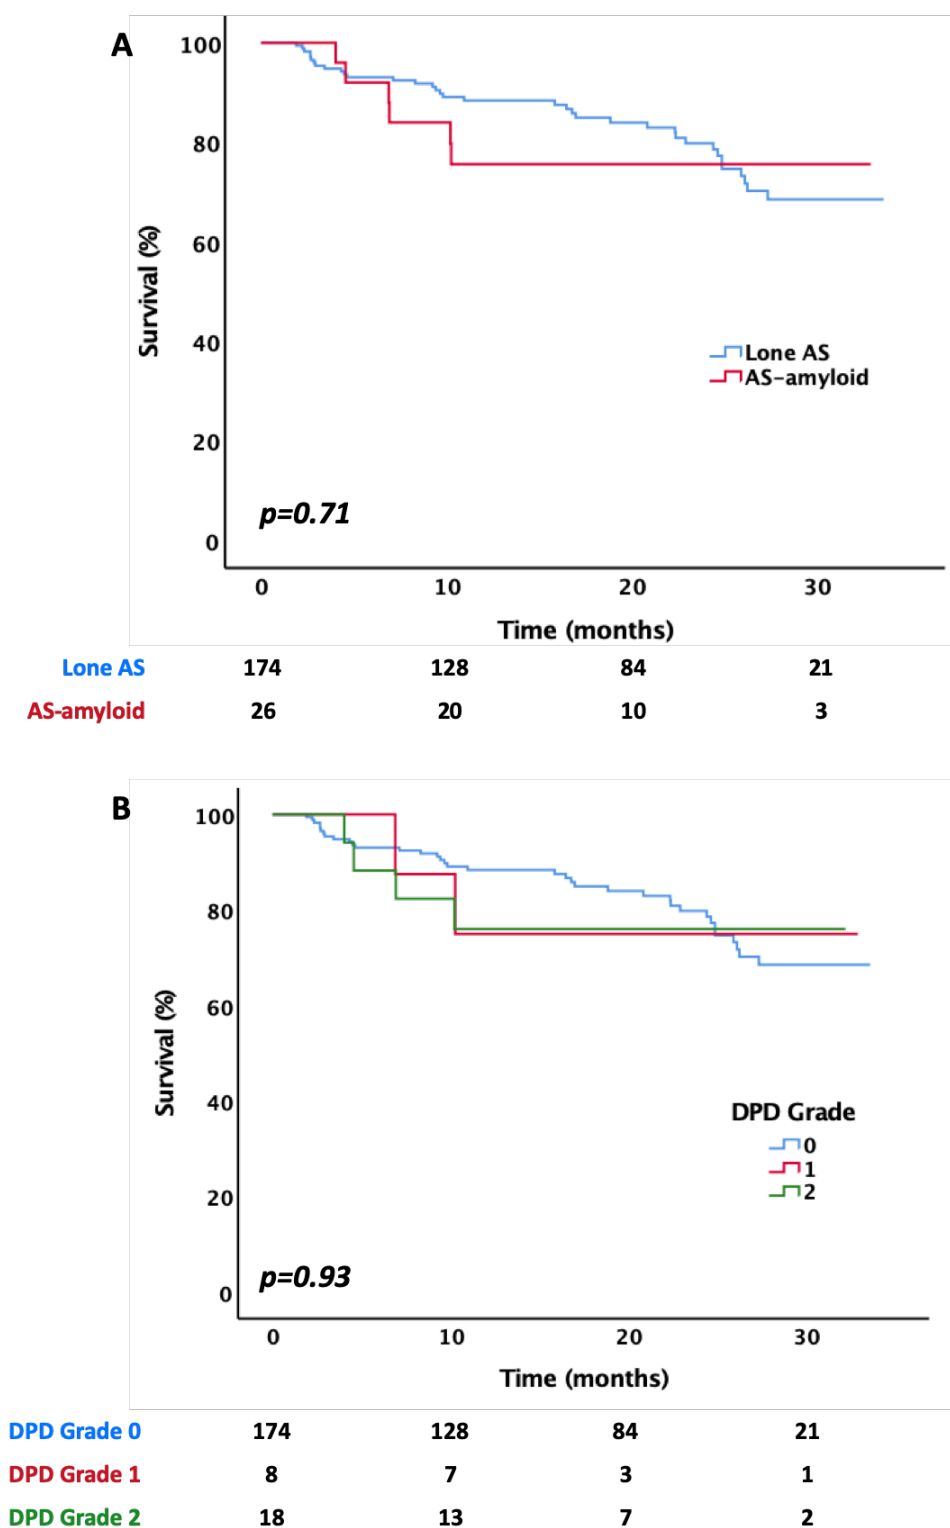 A
100
80
60
40
20
0
Survival (%)
Lone AS
AS-amyloid
p=0.71
0 10 20 30
Time (months)
Lone AS 174 128 84 21
AS-amyloid 26 20 10 3
B
100
80
60
40
20
0
Survival (%)
DPD Grade
0
1
2
p=0.93
0 10 20 30
Time (months)
DPD Grade 0 174 128 84 21
DPD Grade 1 8 7 3 1
DPD Grade 2 18 13 7 2